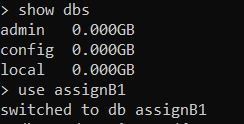 > show dbs
admin   0.000GB
config  0.000GB
local   0.000GB
> use assignB1
switched to db assignB1